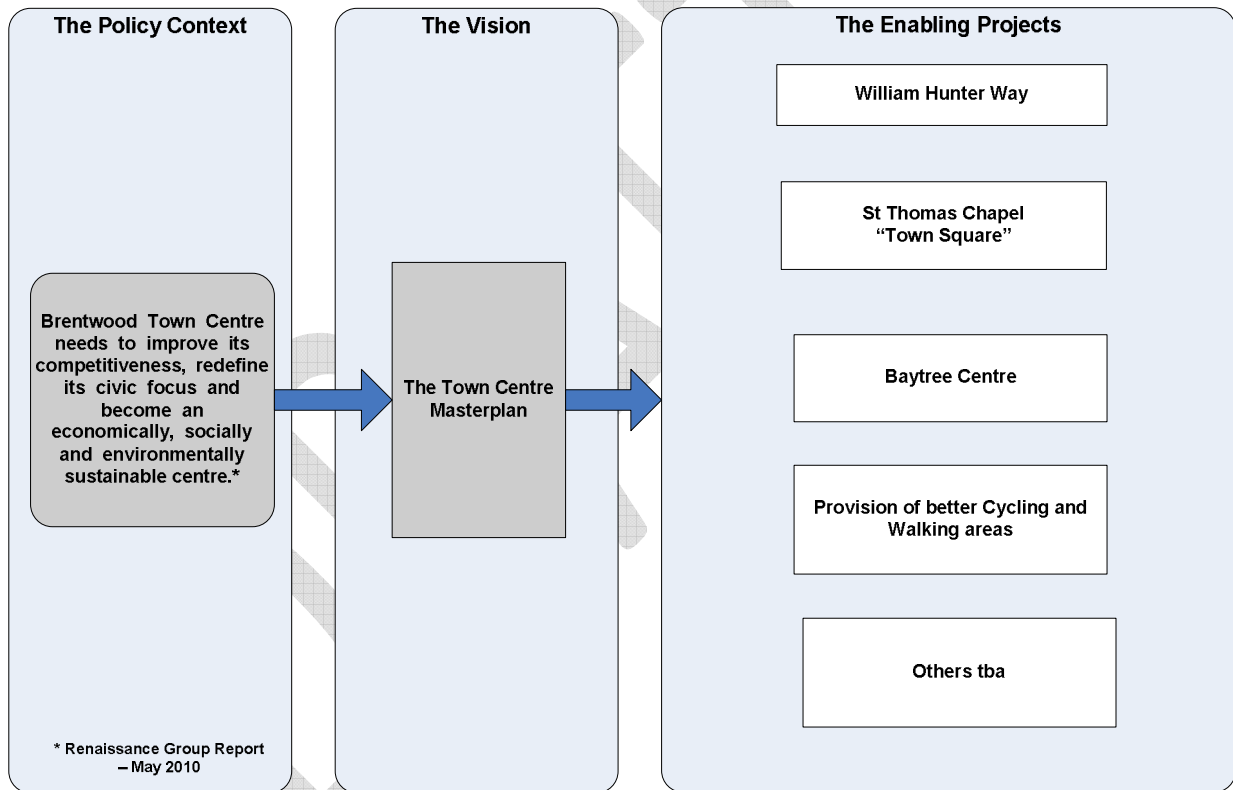 The Policy Context
Brentwood Town Centre
needs to improve its
competitiveness, redefine
its civic focus and
become an
economically, socially
and environmentally
sustainable centre.*
* Renaissance Group Report
– May 2010
The Vision
The Town Centre
Masterplan
The Enabling Projects
William Hunter Way
St Thomas Chapel
“Town Square”
Baytree Centre
Provision of better Cycling and
Walking areas
Others tba